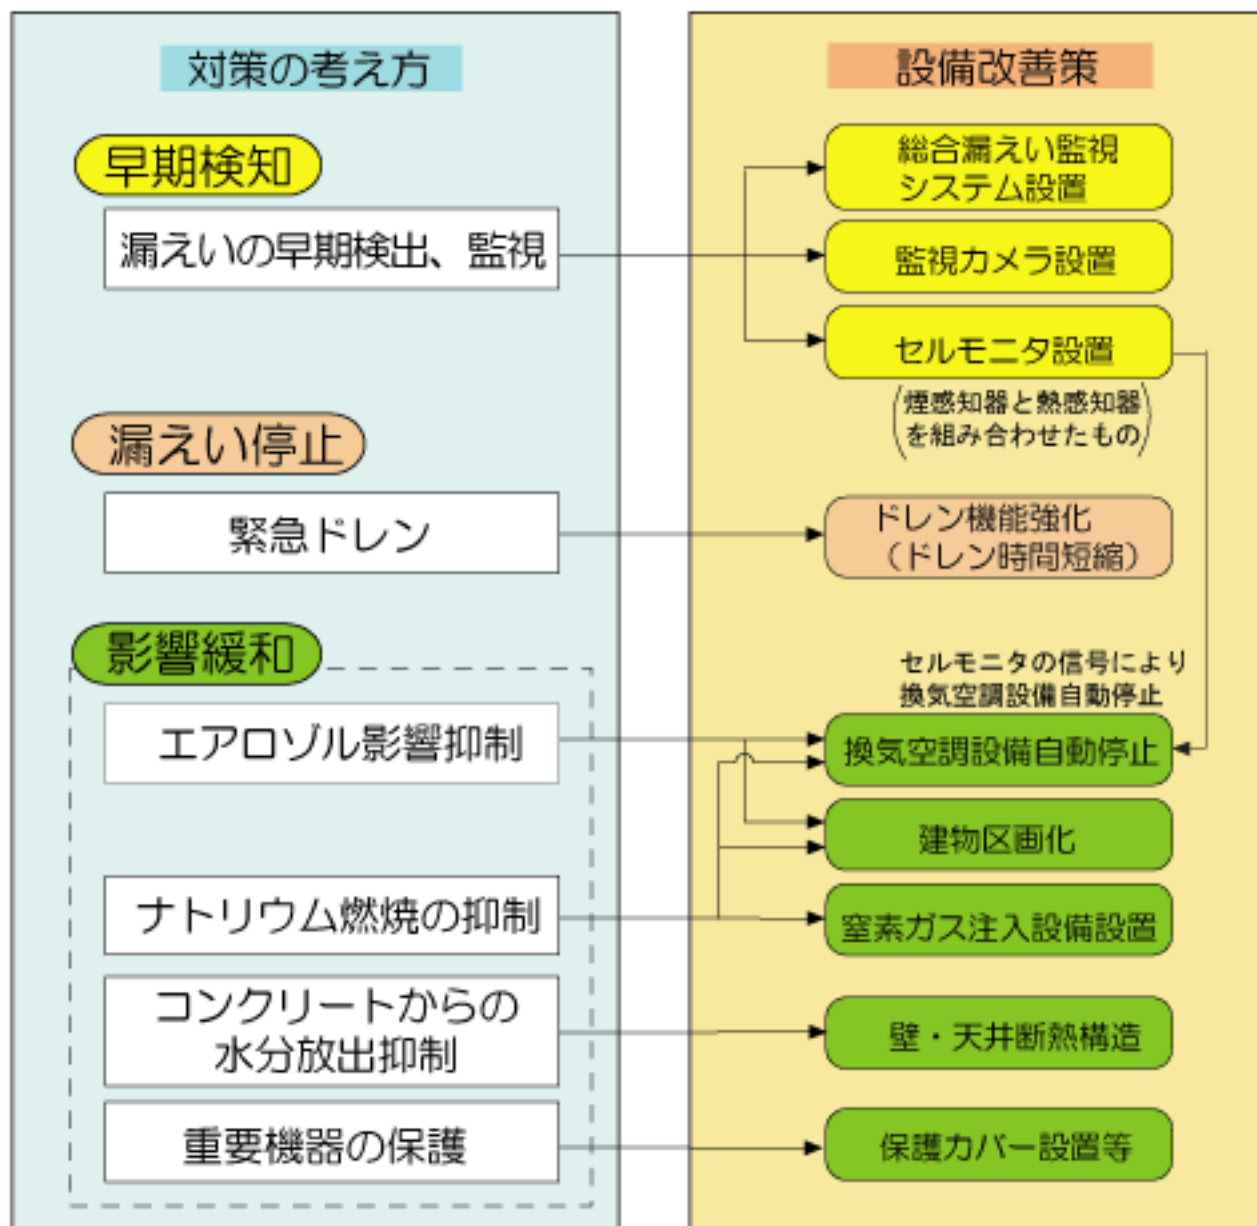 対策の考え方
早期検知
漏えいの早期検出、監視
漏えい停止
緊急ドレン
影響緩和
エアロゾル影響抑制
ナトリウム燃焼の抑制
コンクリートからの
水分放出抑制
重要機器の保護
設備改善策
総合漏えい監視
システム設置
監視カメラ設置
セルモニタ設置
(煙感知器と熱感知器
を組み合わせたもの)
ドレン機能強化
（ドレン時間短縮）
セルモニタの信号により
換気空調設備自動停止
換気空調設備自動停止
建物区画化
窒素ガス注入設備設置
壁・天井断熱構造
保護カバー設置等